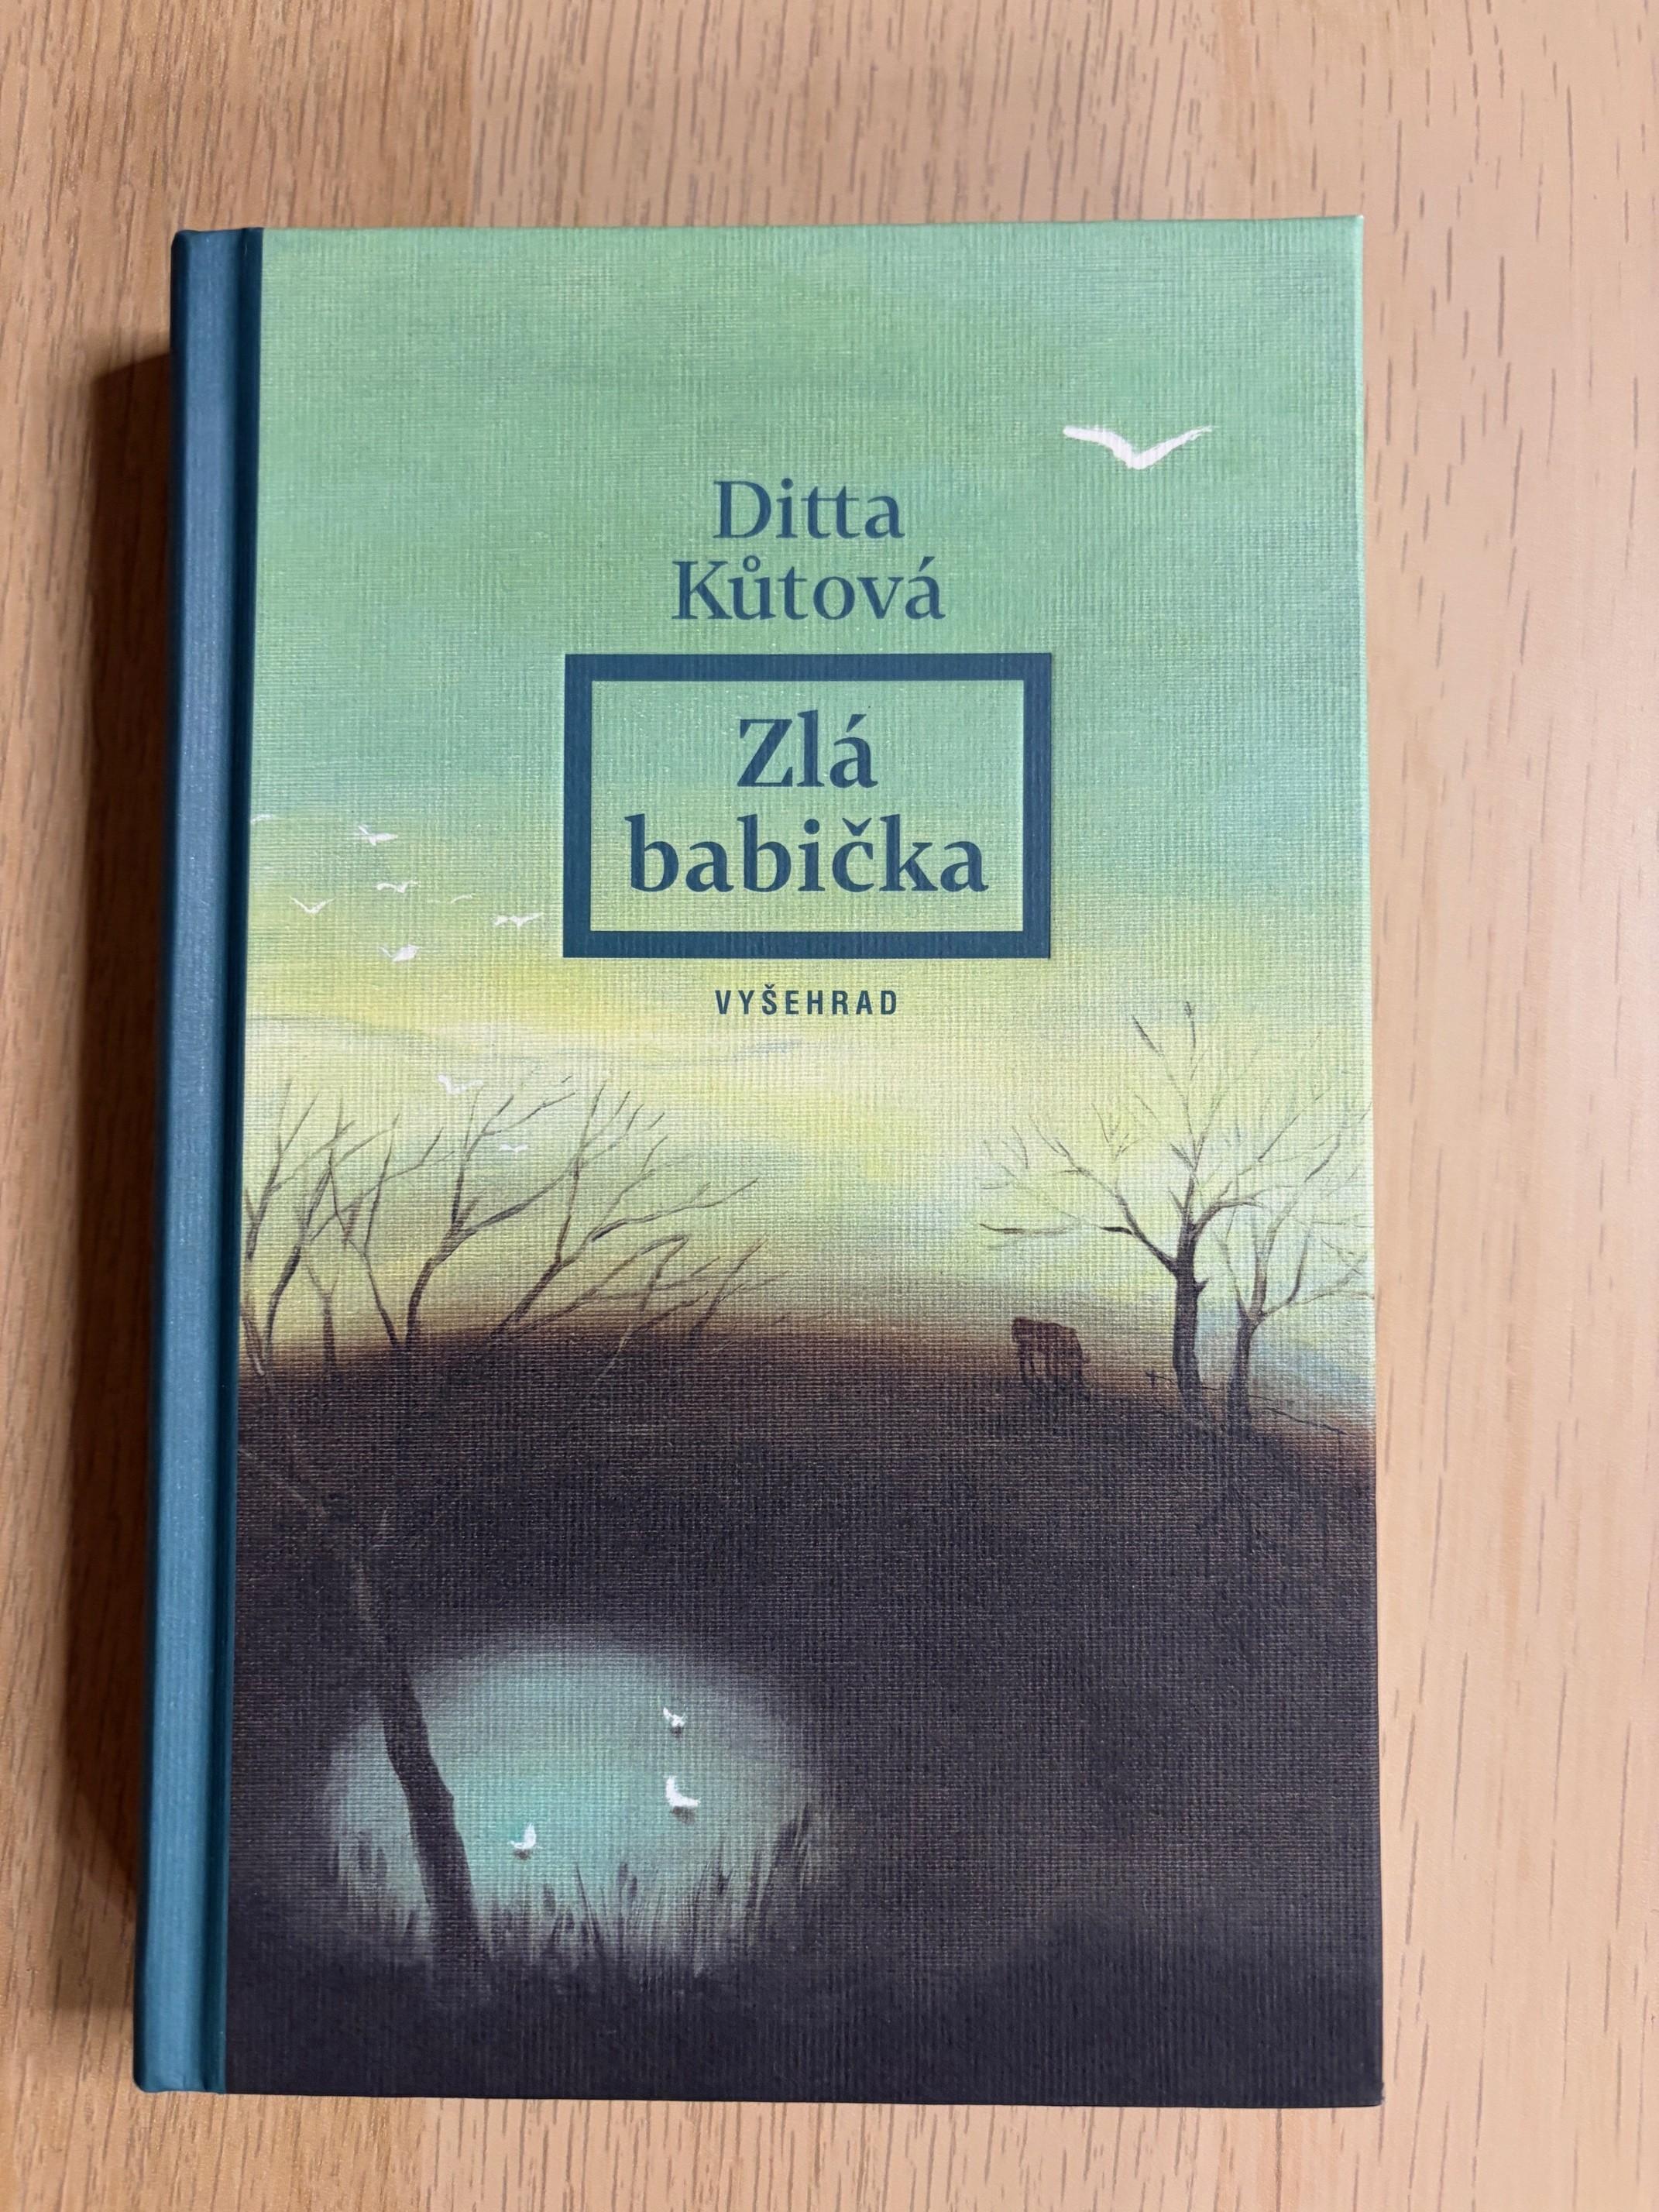 Ditta
Kůtová
Zlá
babička
VYŠEHRAD